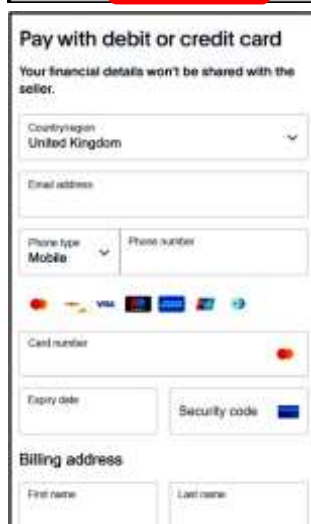 Pay with debit or credit card
Your financial details won't be shared with the
seller.
Country/region
United Kingdom
Email address
Phone type
Mobile
Phone number
VISA
Card number
Expiry date
Security code
Billing address
First name
Last name